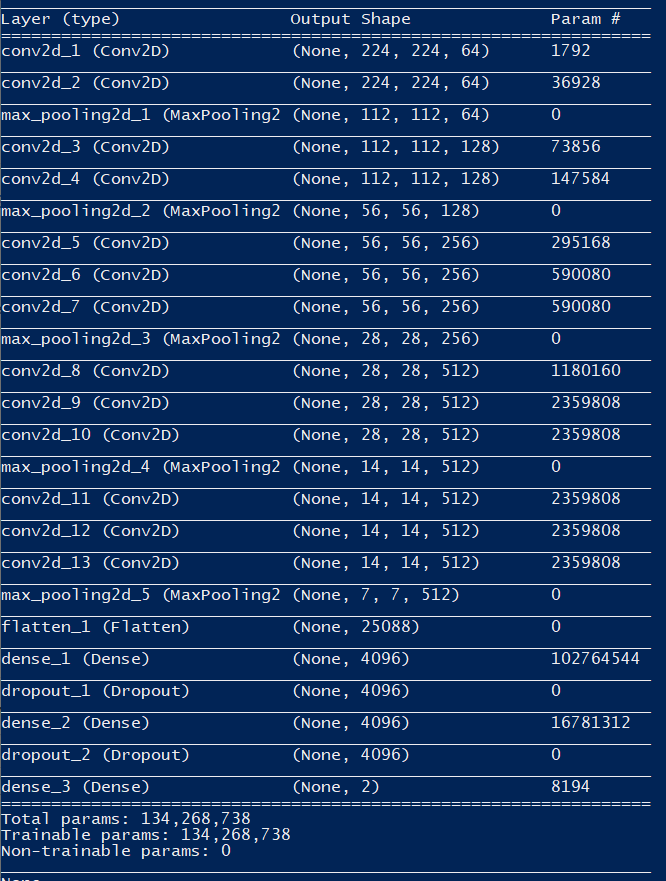 Layer (type) Output Shape Param #
conv2d_1 (Conv2D) (None, 224, 224, 64) 1792
conv2d_2 (Conv2D) (None, 224, 224, 64) 36928
max_pooling2d_1 (MaxPooling2 (None, 112, 112, 64) 0
conv2d_3 (Conv2D) (None, 112, 112, 128) 73856
conv2d_4 (Conv2D) (None, 112, 112, 128) 147584
max_pooling2d_2 (MaxPooling2 (None, 56, 56, 128) 0
conv2d_5 (Conv2D) (None, 56, 56, 256) 295168
conv2d_6 (Conv2D) (None, 56, 56, 256) 590080
conv2d_7 (Conv2D) (None, 56, 56, 256) 590080
max_pooling2d_3 (MaxPooling2 (None, 28, 28, 256) 0
conv2d_8 (Conv2D) (None, 28, 28, 512) 1180160
conv2d_9 (Conv2D) (None, 28, 28, 512) 2359808
conv2d_10 (Conv2D) (None, 28, 28, 512) 2359808
max_pooling2d_4 (MaxPooling2 (None, 14, 14, 512) 0
conv2d_11 (Conv2D) (None, 14, 14, 512) 2359808
conv2d_12 (Conv2D) (None, 14, 14, 512) 2359808
conv2d_13 (Conv2D) (None, 14, 14, 512) 2359808
max_pooling2d_5 (MaxPooling2 (None, 7, 7, 512) 0
flatten_1 (Flatten) (None, 25088) 0
dense_1 (Dense) (None, 4096) 102764544
dropout_1 (Dropout) (None, 4096) 0
dense_2 (Dense) (None, 4096) 16781312
dropout_2 (Dropout) (None, 4096) 0
dense_3 (Dense) (None, 2) 8194
Total params: 134,268,738
Trainable params: 134,268,738
Non-trainable params: 0